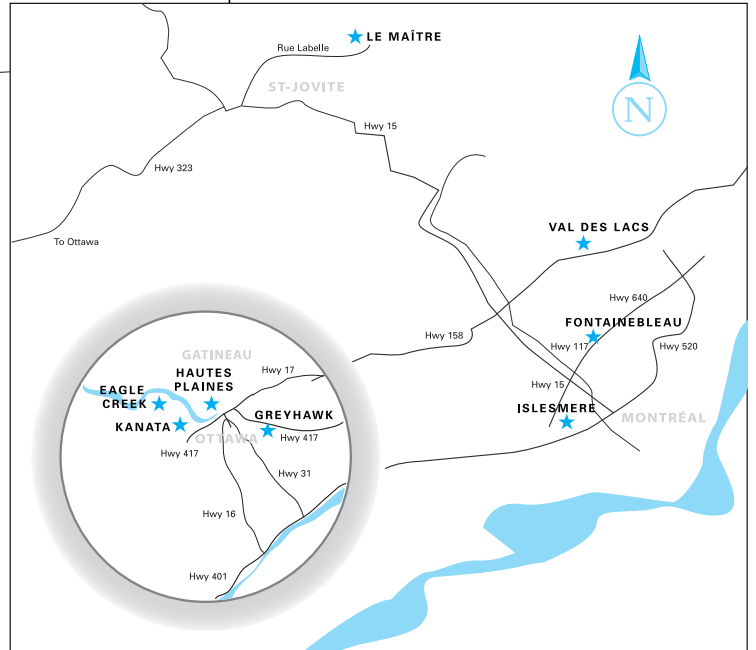 LE MAÎTRE
Rue Labelle
ST-JOVITE
N
Hwy 15
Hwy 323
To Ottawa
VAL DES LACS
Hwy 640
FONTAINEBLEAU
Hwy 158
Hwy 117
Hwy 520
Hwy 15
ISLESMERE
MONTRÉAL
GATINEAU
Hwy 17
HAUTES
PLAINES
EAGLE
CREEK
GREYHAWK
KANATA
OTTAWA
Hwy 417
Hwy 417
Hwy 31
Hwy 16
Hwy 401